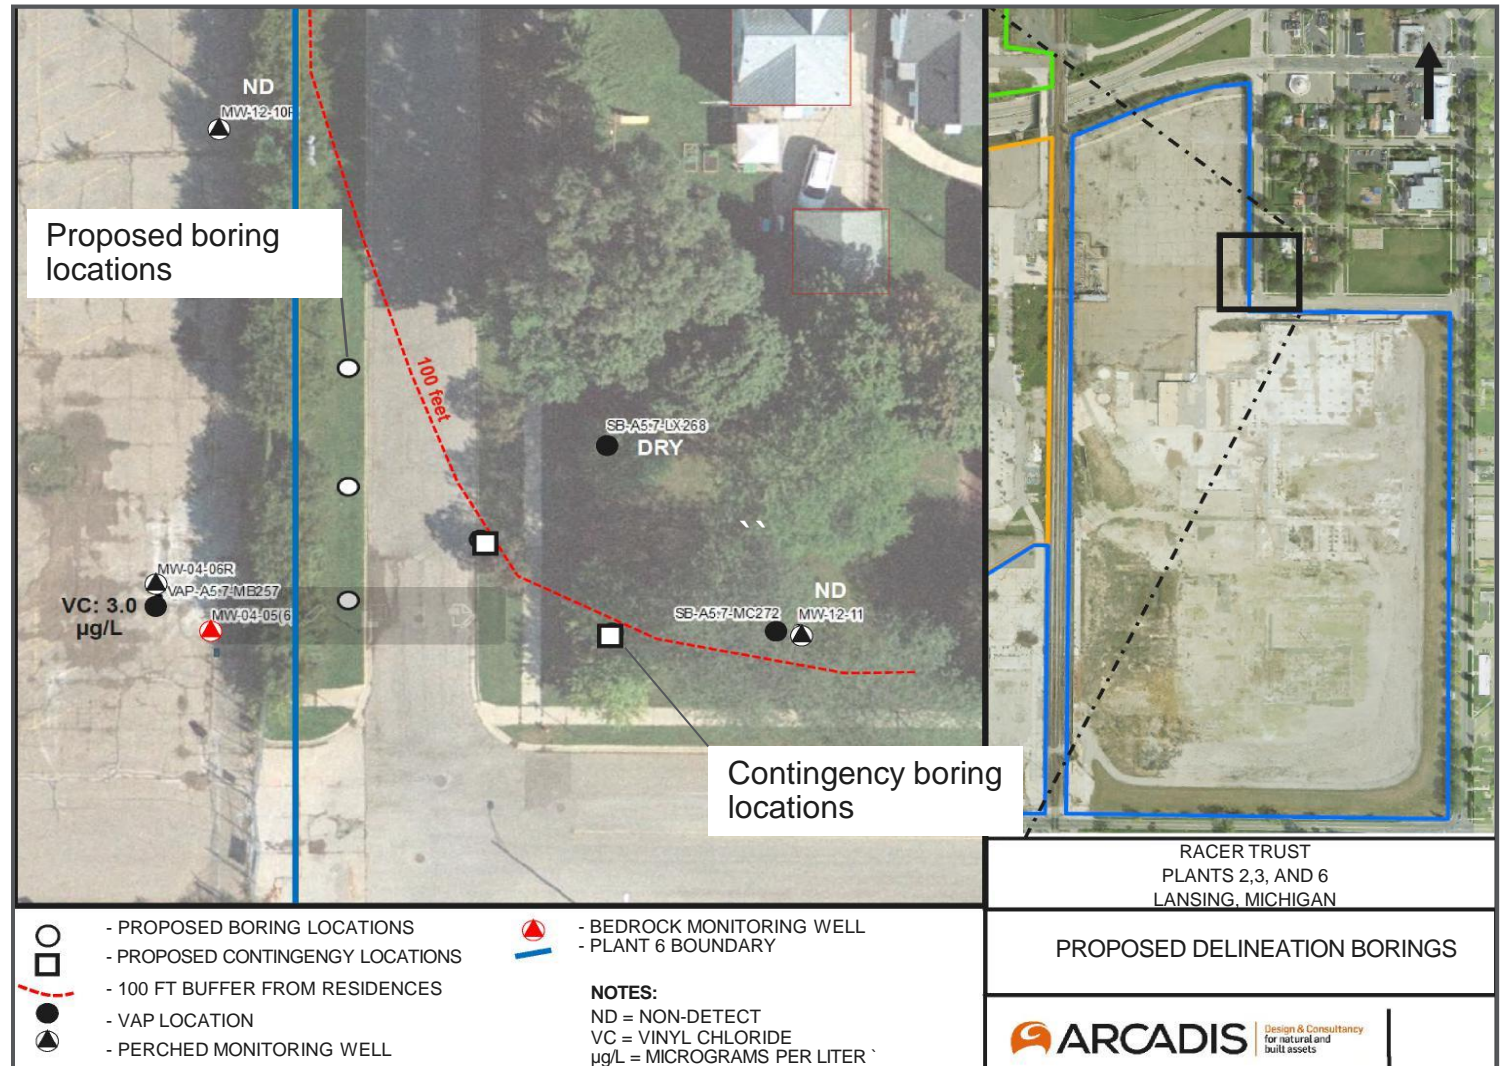 ND
MW-12-10R
Proposed boring
locations
100 feet
SB-A5.7-LX268
DRY
` `
MW-04-06R
VAP-A5.7-MB257
VC: 3.0
µg/L
MW-04-05(6
ND
SB-A5.7-MC272
MW-12-11
Contingency boring
locations
RACER TRUST
PLANTS 2,3, AND 6
LANSING, MICHIGAN
PROPOSED DELINEATION BORINGS
- PROPOSED BORING LOCATIONS
- PROPOSED CONTINGENGY LOCATIONS
- 100 FT BUFFER FROM RESIDENCES
- VAP LOCATION
- PERCHED MONITORING WELL
- BEDROCK MONITORING WELL
- PLANT 6 BOUNDARY
NOTES:
ND = NON-DETECT
VC = VINYL CHLORIDE
µg/L = MICROGRAMS PER LITER `
ARCADIS
Design & Consultancy
for natural and
built assets